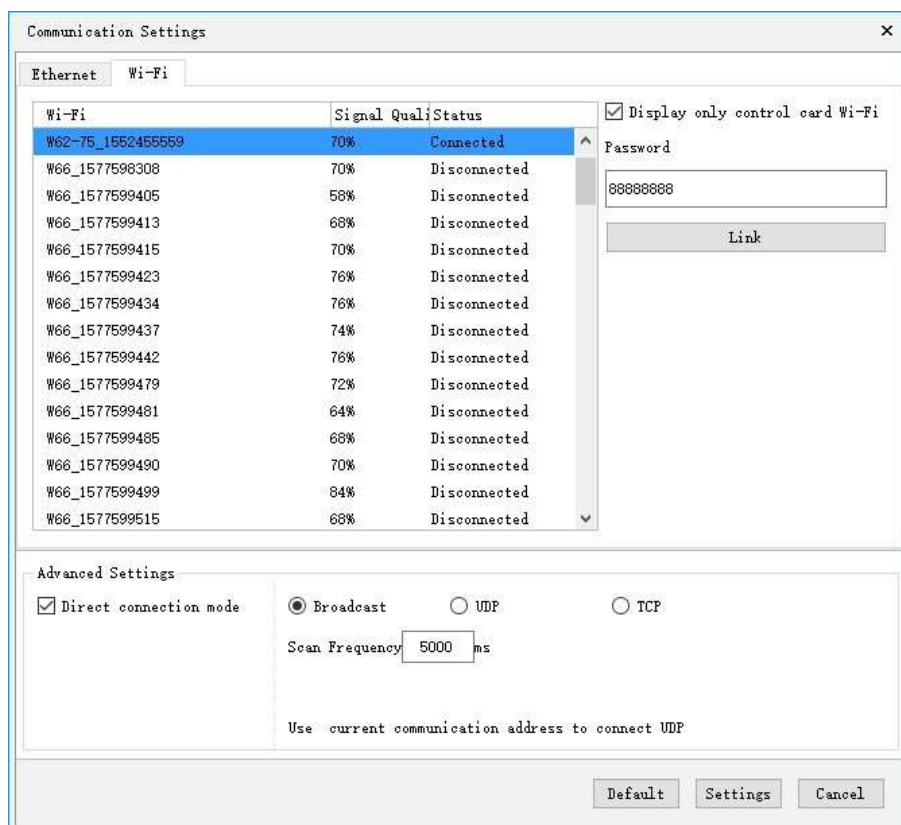 Communication Settings
Ethernet Wi-Fi
Wi-Fi Signal Quali Status
W62-75_1552455559 70% Connected
W66_1577598308 70% Disconnected
W66_1577599405 58% Disconnected
W66_1577599413 68% Disconnected
W66_1577599415 70% Disconnected
W66_1577599423 76% Disconnected
W66_1577599434 76% Disconnected
W66_1577599437 74% Disconnected
W66_1577599442 76% Disconnected
W66_1577599479 72% Disconnected
W66_1577599481 64% Disconnected
W66_1577599485 68% Disconnected
W66_1577599490 70% Disconnected
W66_1577599499 84% Disconnected
W66_1577599515 68% Disconnected
Display only control card Wi-Fi
Password
88888888
Link
Advanced Settings
Direct connection mode
Broadcast UDP TCP
Scan Frequency 5000 ms
Use current communication address to connect UDP
Default Settings Cancel